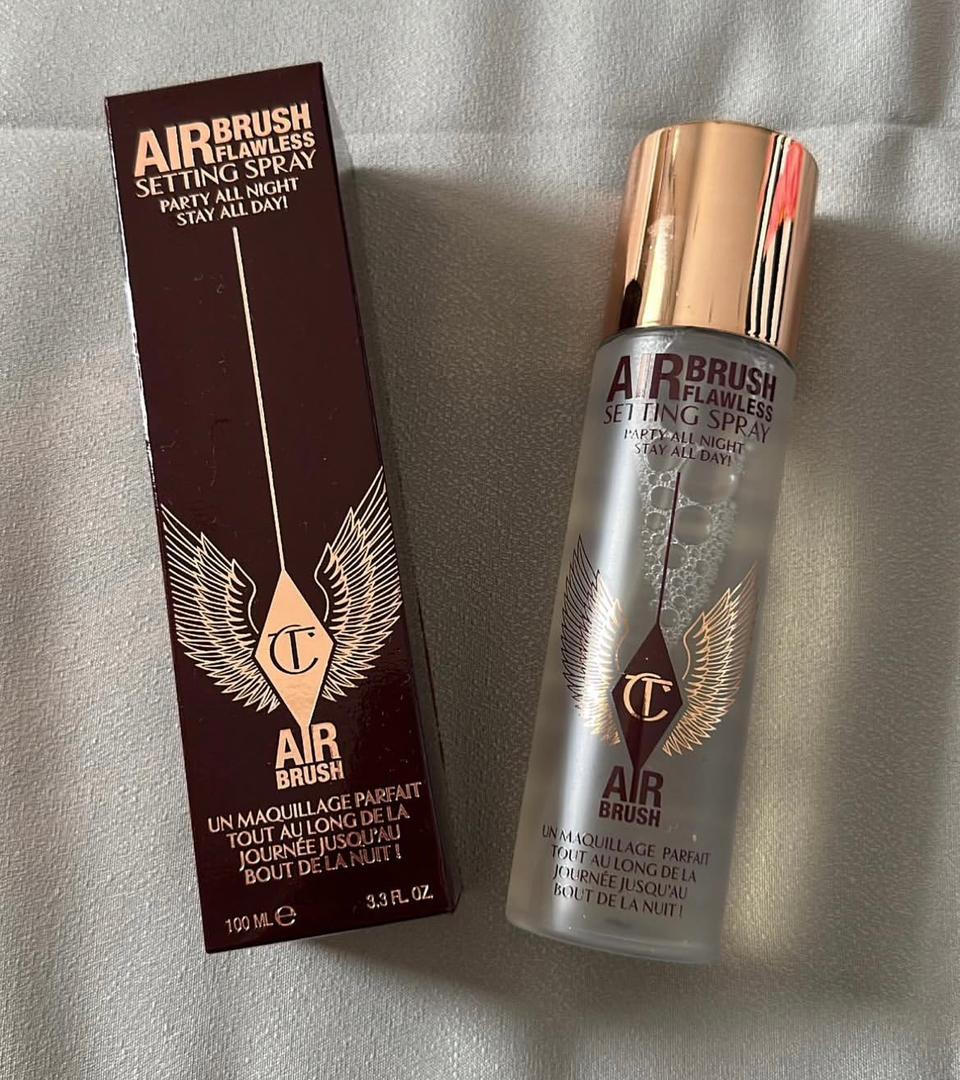 AIRBRUSH
FLAWLESS
SETTING SPRAY
PARTY ALL NIGHT
STAY ALL DAY!
CT
AIR
BRUSH
UN MAQUILLAGE PARFAIT
TOUT AU LONG DE LA
JOURNÉE JUSQU'AU
BOUT DE LA NUIT !
100 ML ℮ 3.3 FL. OZ.
AIRBRUSH
FLAWLESS
SETTING SPRAY
PARTY ALL NIGHT
STAY ALL DAY!
CT
AIR
BRUSH
UN MAQUILLAGE PARFAIT
TOUT AU LONG DE LA
JOURNÉE JUSQU'AU
BOUT DE LA NUIT !